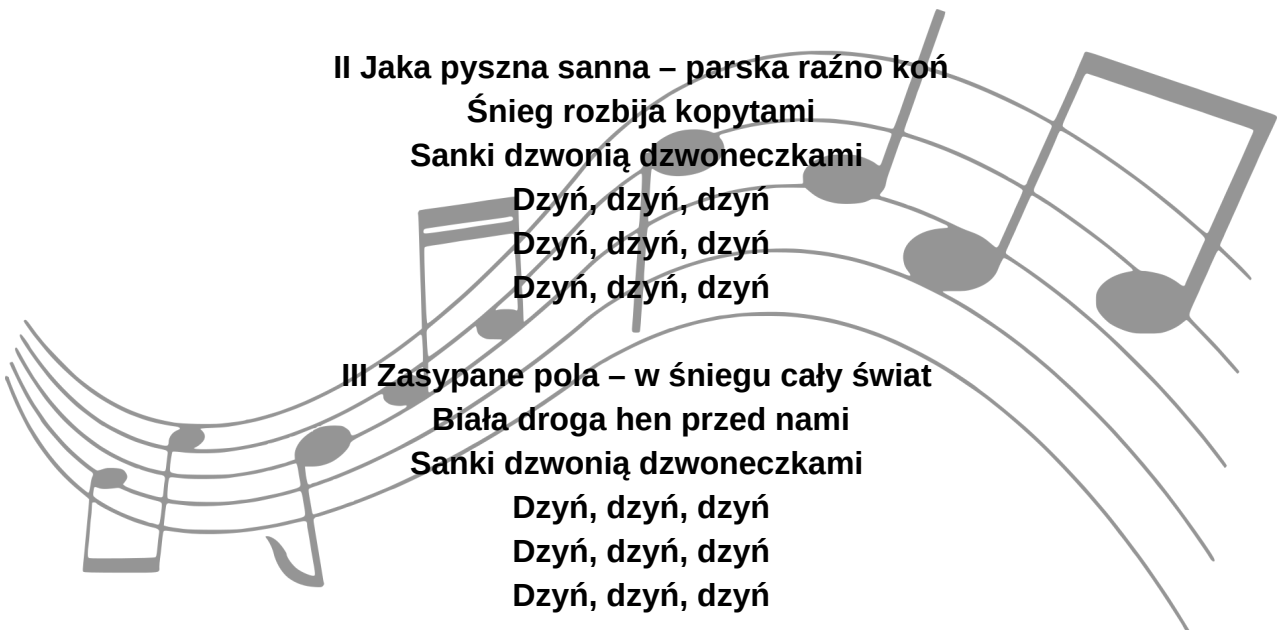 II Jaka pyszna sanna – parska raźno koń
Śnieg rozbija kopytami
Sanki dzwonią dzwoneczkami
Dzyń, dzyń, dzyń
Dzyń, dzyń, dzyń
Dzyń, dzyń, dzyń
III Zasypane pola – w śniegu cały świat
Biała droga hen przed nami
Sanki dzwonią dzwoneczkami
Dzyń, dzyń, dzyń
Dzyń, dzyń, dzyń
Dzyń, dzyń, dzyń